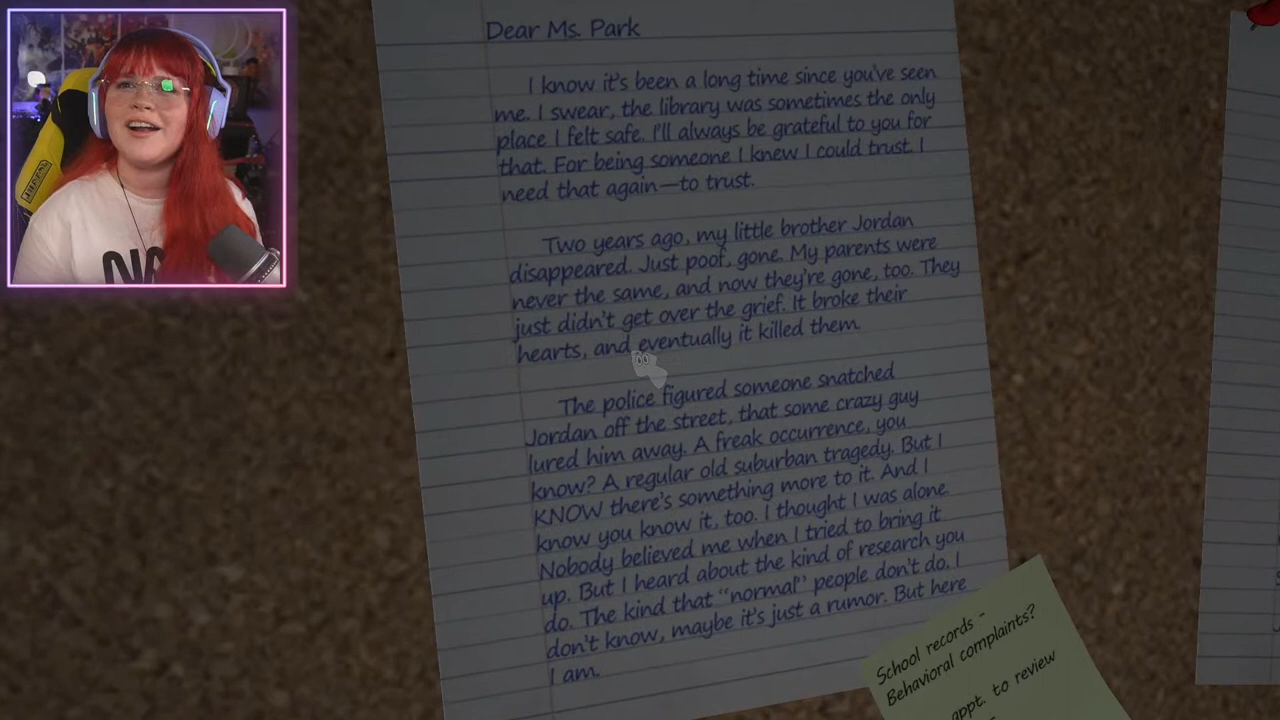 Dear Ms. Park
I know it's been a long time since you've seen
me. I swear, the library was sometimes the only
place I felt safe. I'll always be grateful to you for
that. For being someone I knew I could trust. I
need that again—to trust.
Two years ago, my little brother Jordan
disappeared. Just poof, gone. My parents were
never the same, and now they're gone, too. They
just didn't get over the grief. It broke their
hearts, and eventually it killed them.
The police figured someone snatched
Jordan off the street, that some crazy guy
lured him away. A freak occurrence, you
know? A regular old suburban tragedy. But I
KNOW there's something more to it. And I
know you know it, too. I thought I was alone.
Nobody believed me when I tried to bring it
up. But I heard about the kind of research you
do. The kind that "normal" people don't do. I
don't know, maybe it's just a rumor. But here
I am.
School records -
Behavioral complaints?
appt. to review